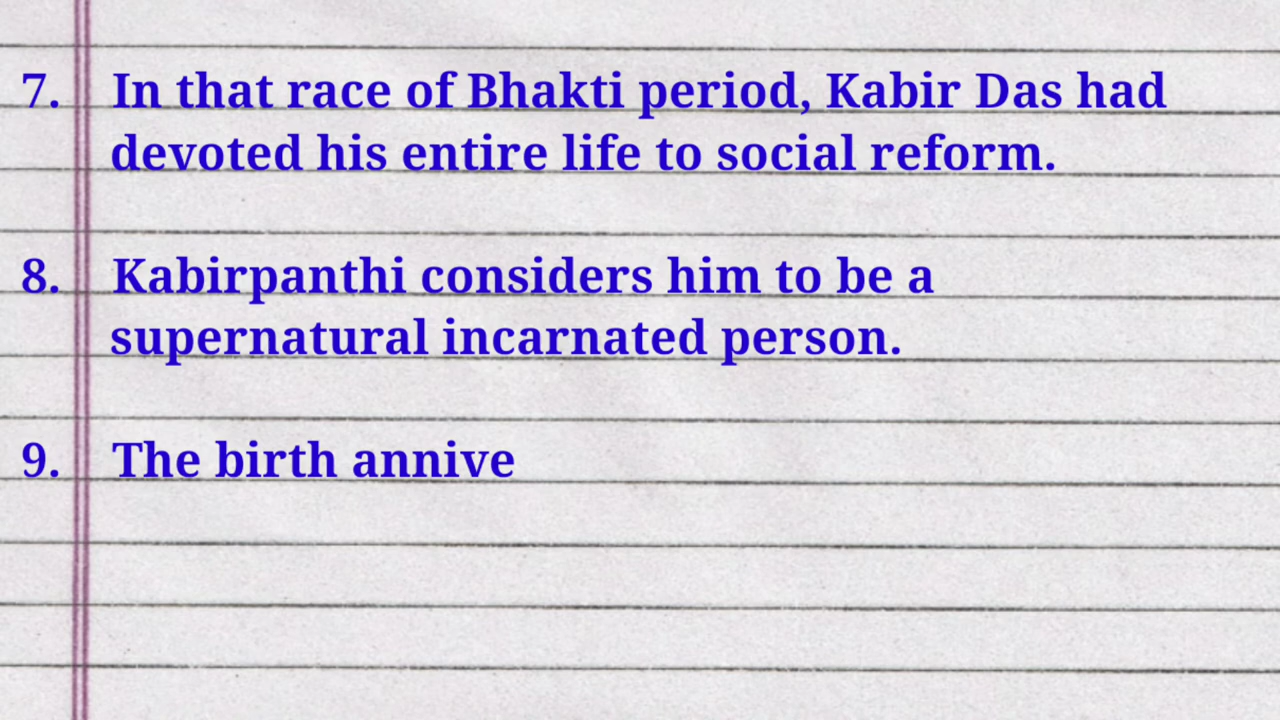 7. In that race of Bhakti period, Kabir Das had
devoted his entire life to social reform.
8. Kabirpanthi considers him to be a
supernatural incarnated person.
9. The birth annive